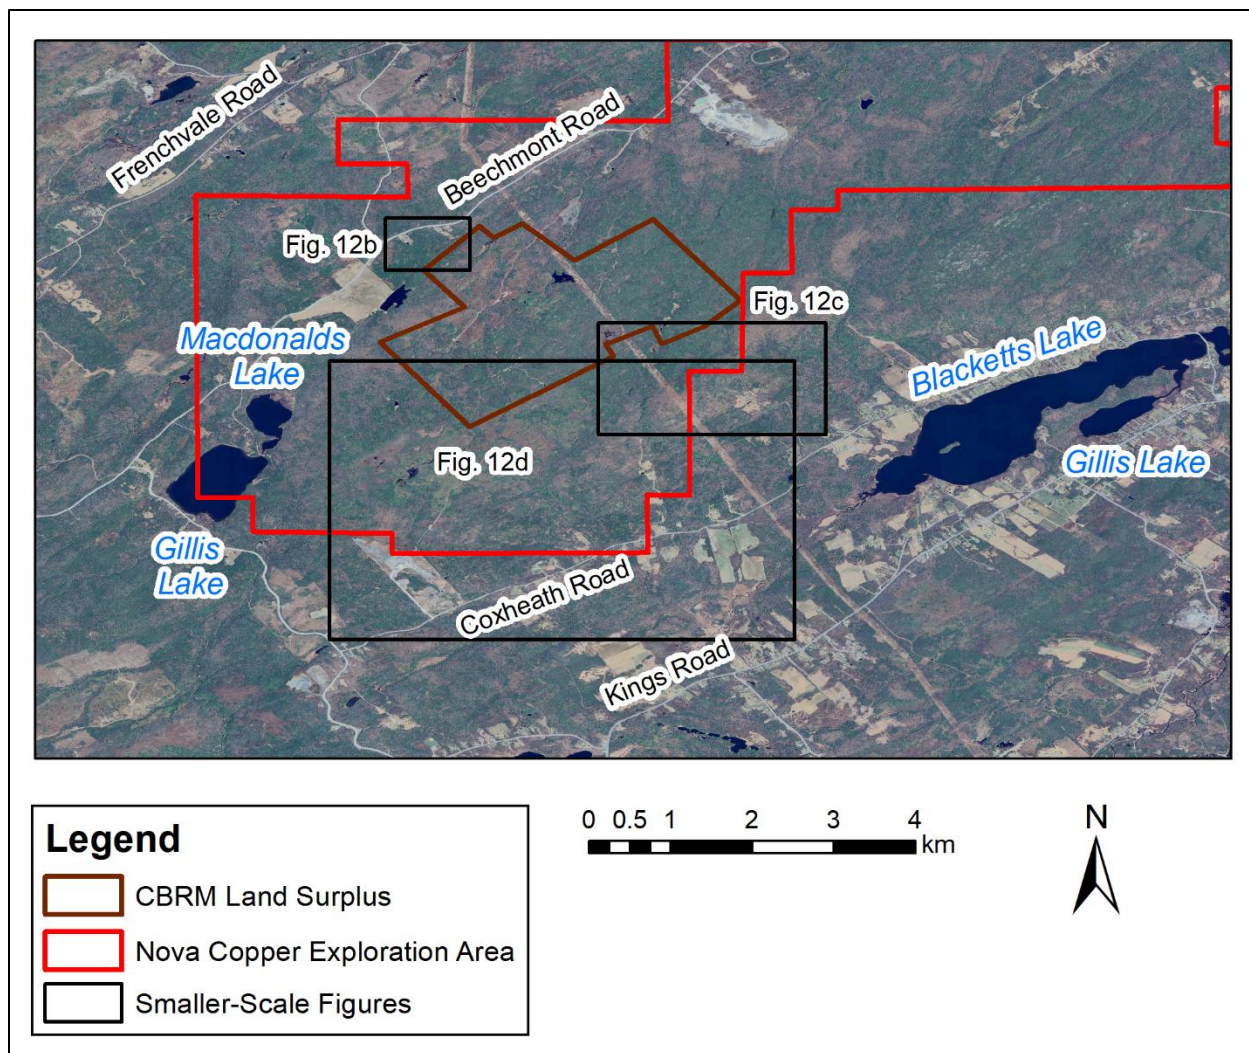 Frenchvale Road
Beechmont Road
Fig. 12b
Fig. 12c
Macdonalds
Lake
Blacketts Lake
Fig. 12d
Gillis Lake
Gillis
Lake
Coxheath Road
Kings Road
Legend
CBRM Land Surplus
Nova Copper Exploration Area
Smaller-Scale Figures
0 0.5 1 2 3 4
km
N